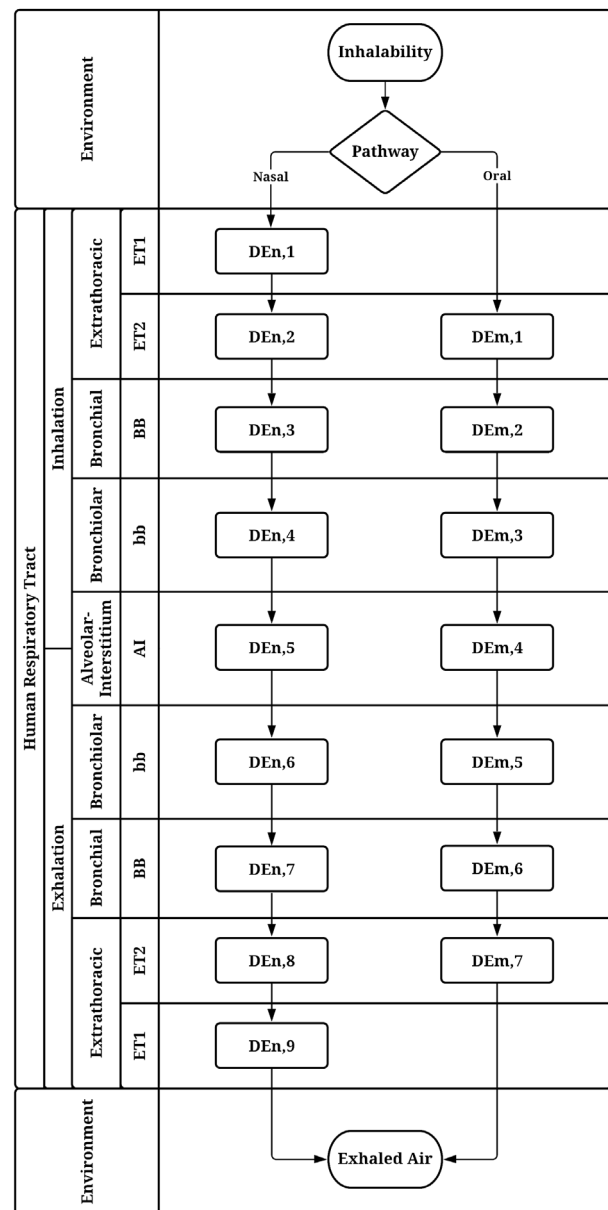 Environment
Inhalability
Pathway
Nasal
Oral
Human Respiratory Tract
Inhalation
Extrathoracic
ET1
DEn,1
ET2
DEn,2
DEm,1
Bronchial
BB
DEn,3
DEm,2
Bronchiolar
bb
DEn,4
DEm,3
Alveolar-
Interstitium
AI
DEn,5
DEm,4
Exhalation
Bronchiolar
bb
DEn,6
DEm,5
Bronchial
BB
DEn,7
DEm,6
Extrathoracic
ET2
DEn,8
DEm,7
ET1
DEn,9
Environment
Exhaled Air